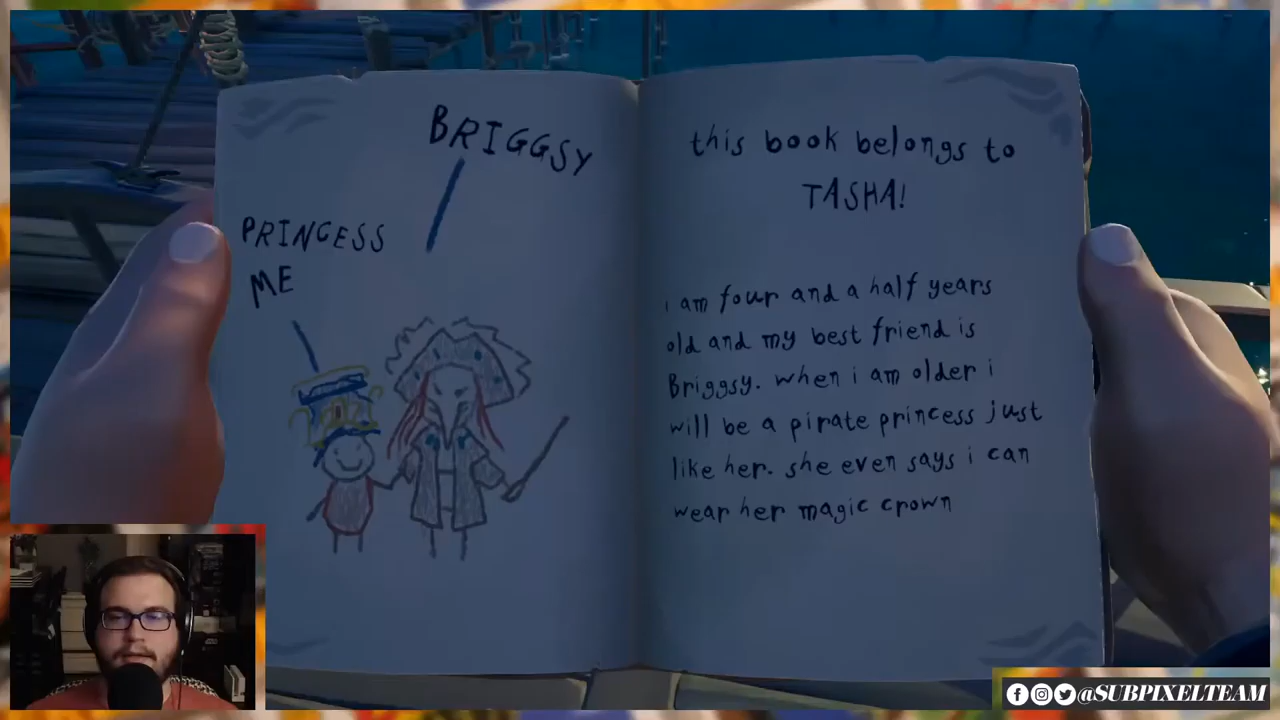 BRIGGSY
PRINCESS
ME
this book belongs to
TASHA!
i am four and a half years
old and my best friend is
Briggsy. when i am older i
will be a pirate princess just
like her. she even says i can
wear her magic crown
@SUBPIXELTEAM